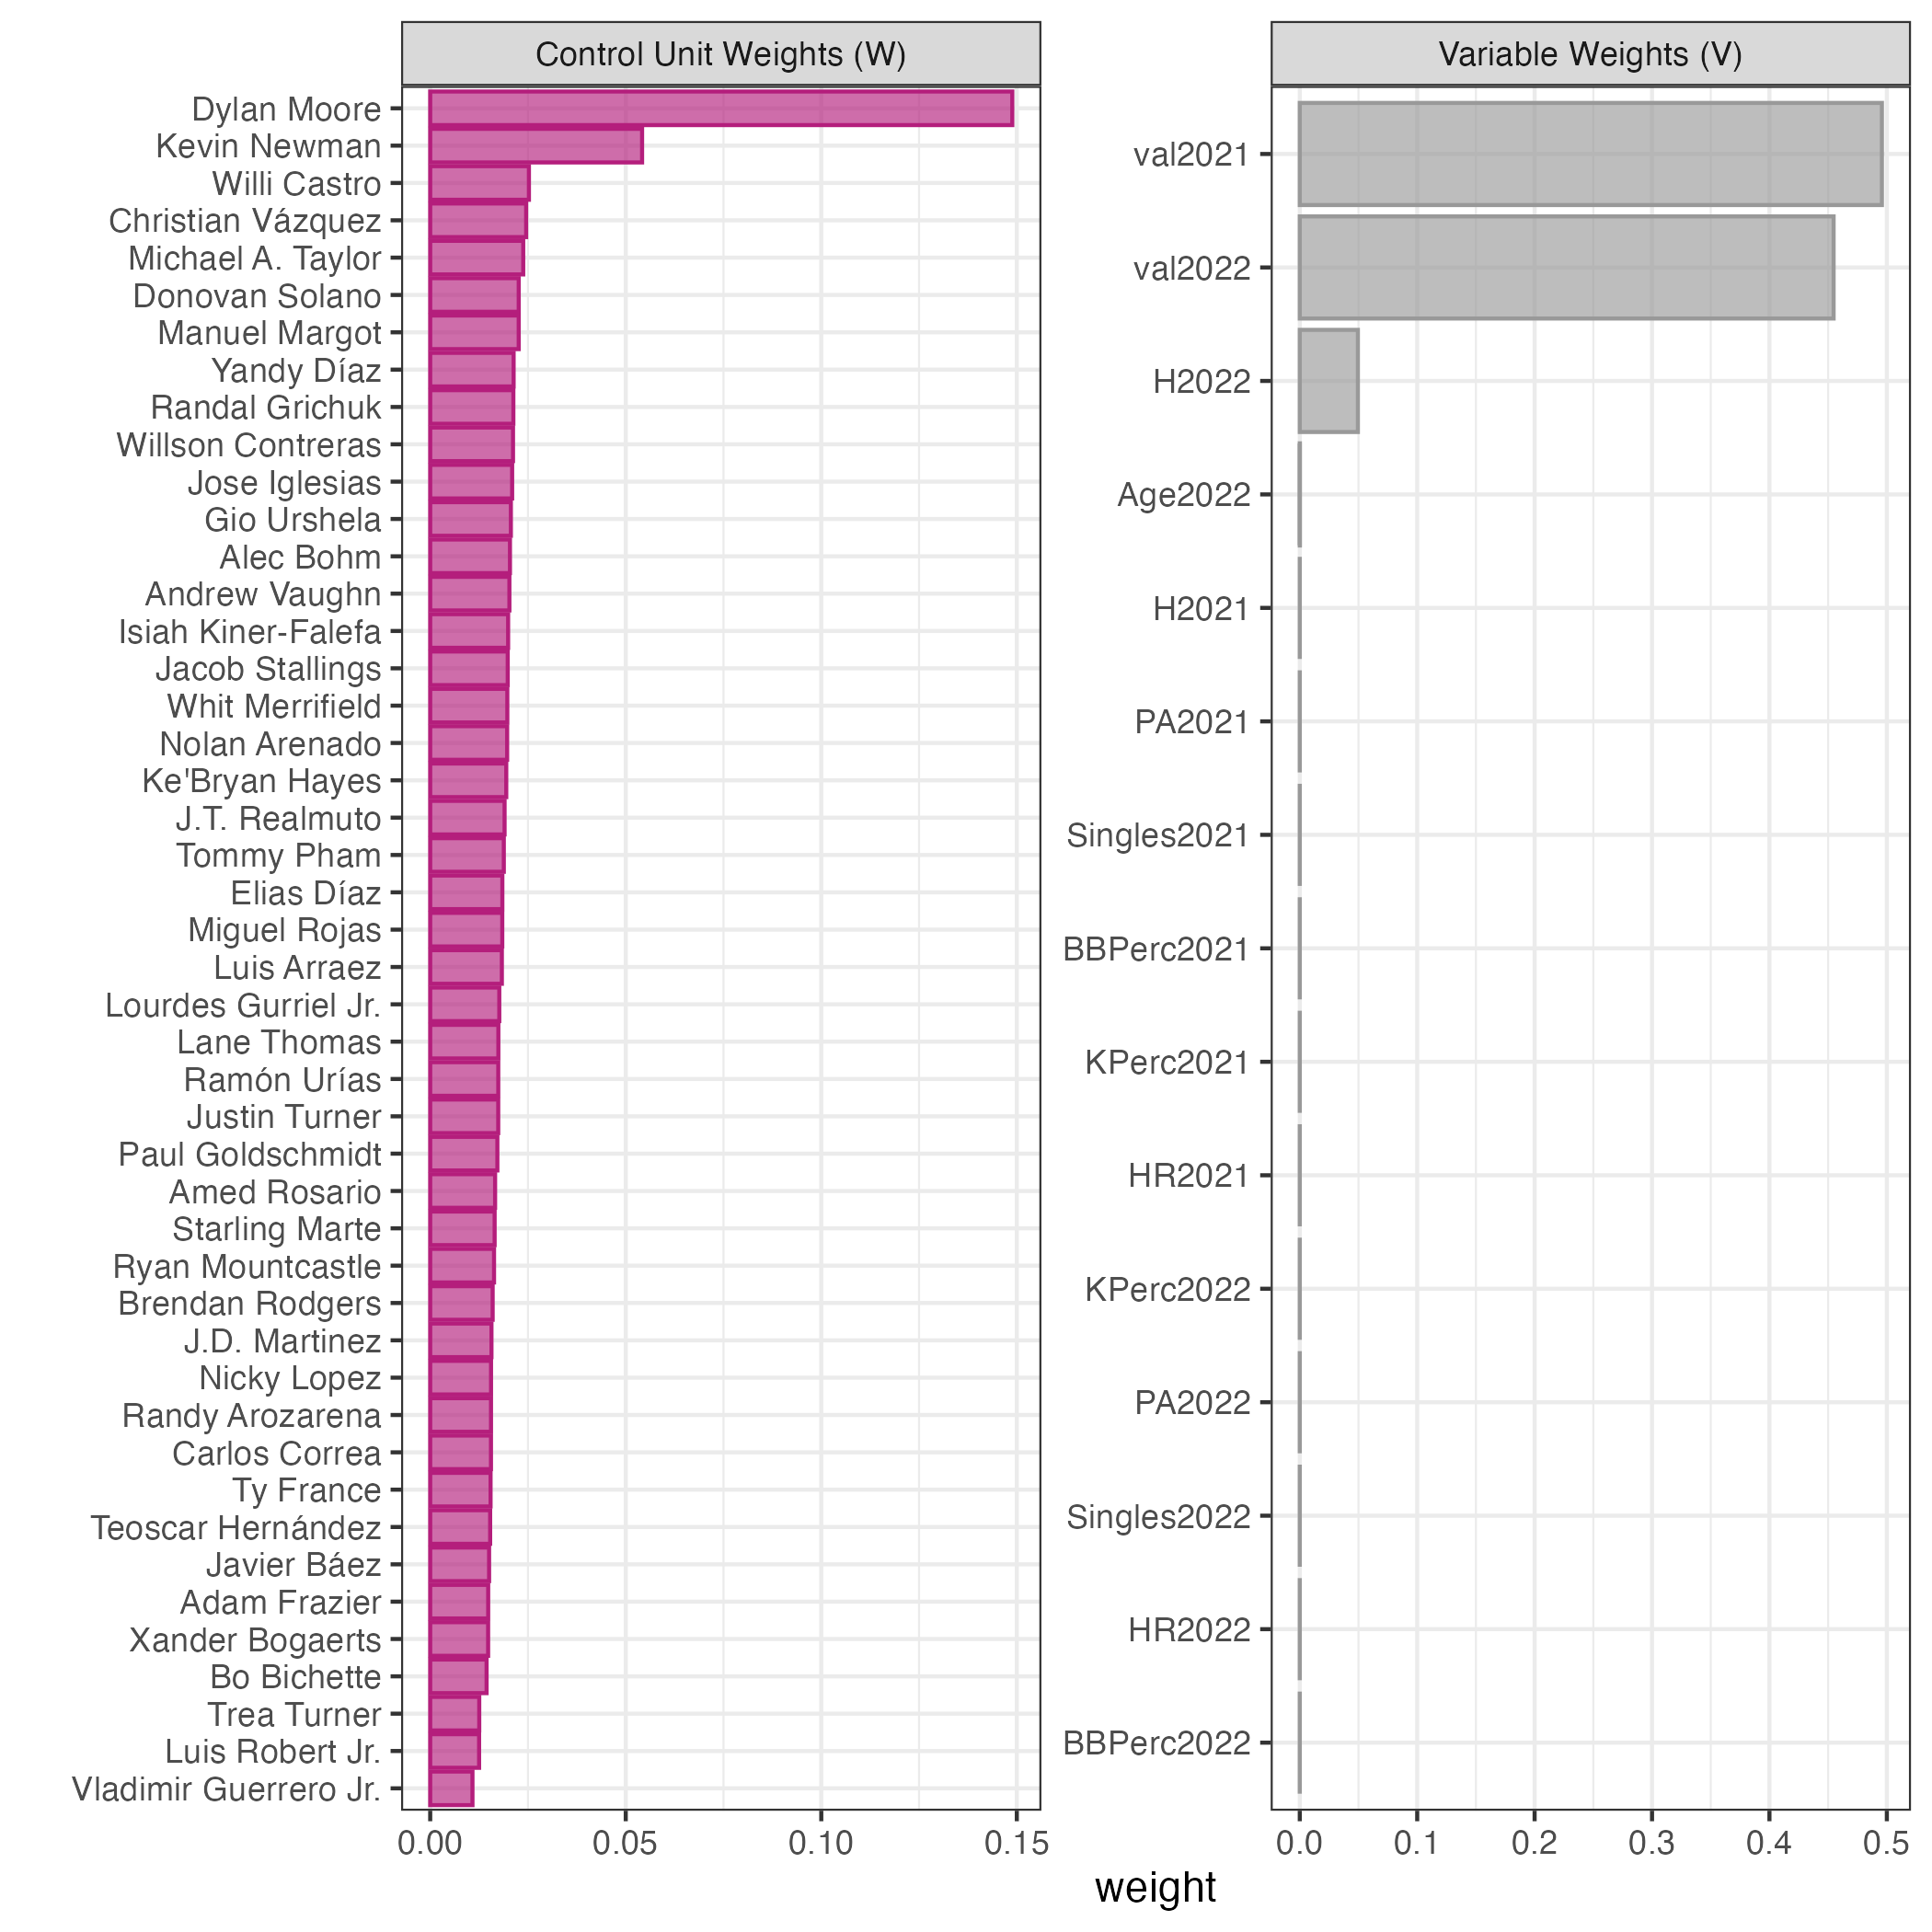 Control Unit Weights (W)
Dylan Moore
Kevin Newman
Willi Castro
Christian Vázquez
Michael A. Taylor
Donovan Solano
Manuel Margot
Yandy Díaz
Randal Grichuk
Willson Contreras
Jose Iglesias
Gio Urshela
Alec Bohm
Andrew Vaughn
Isiah Kiner-Falefa
Jacob Stallings
Whit Merrifield
Nolan Arenado
Ke'Bryan Hayes
J.T. Realmuto
Tommy Pham
Elias Díaz
Miguel Rojas
Luis Arraez
Lourdes Gurriel Jr.
Lane Thomas
Ramón Urías
Justin Turner
Paul Goldschmidt
Amed Rosario
Starling Marte
Ryan Mountcastle
Brendan Rodgers
J.D. Martinez
Nicky Lopez
Randy Arozarena
Carlos Correa
Ty France
Teoscar Hernández
Javier Báez
Adam Frazier
Xander Bogaerts
Bo Bichette
Trea Turner
Luis Robert Jr.
Vladimir Guerrero Jr.
0.00 0.05 0.10 0.15
Variable Weights (V)
val2021
val2022
H2022
Age2022
H2021
PA2021
Singles2021
BBPerc2021
KPerc2021
HR2021
KPerc2022
PA2022
Singles2022
HR2022
BBPerc2022
0.0 0.1 0.2 0.3 0.4 0.5
weight